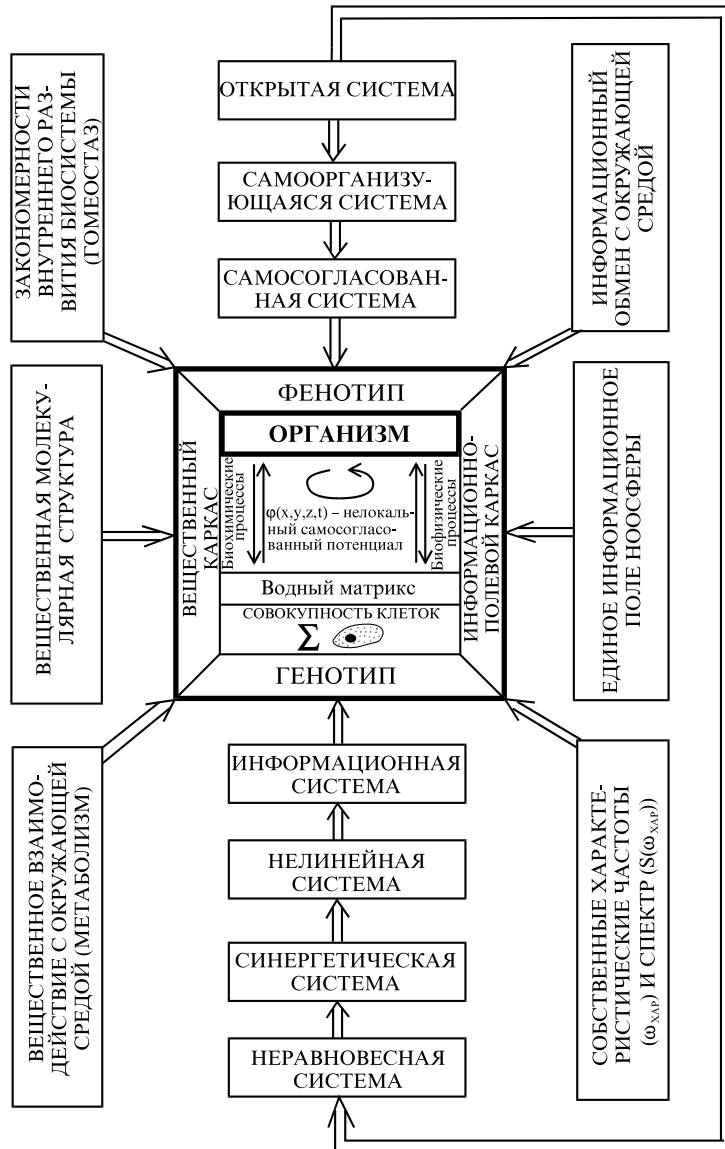 ОТКРЫТАЯ СИСТЕМА
САМООРГАНИЗУ-
ЮЩАЯСЯ СИСТЕМА
САМОСОГЛАСОВАН-
НАЯ СИСТЕМА
ЗАКОНОМЕРНОСТИ
ВНУТРЕННЕГО РАЗ-
ВИТИЯ БИОСИСТЕМЫ
(ГОМЕОСТАЗ)
ИНФОРМАЦИОННЫЙ
ОБМЕН С ОКРУЖАЮЩЕЙ
СРЕДОЙ
ВЕЩЕСТВЕННАЯ МОЛЕКУ-
ЛЯРНАЯ СТРУКТУРА
ФЕНОТИП
ВЕЩЕСТВЕННЫЙ
КАРКАС
ОРГАНИЗМ
Биохимические
процессы
φ(x,y,z,t) – нелокаль-
ный самосогласо-
ванный потенциал
Биофизические
процессы
Водный матрикс
СОВОКУПНОСТЬ КЛЕТОК
Σ
ИНФОРМАЦИОННО-
ПОЛЕВОЙ КАРКАС
ГЕНОТИП
ЕДИНОЕ ИНФОРМАЦИОННОЕ
ПОЛЕ НООСФЕРЫ
ВЕЩЕСТВЕННОЕ ВЗАИМО-
ДЕЙСТВИЕ С ОКРУЖАЮЩЕЙ
СРЕДОЙ (МЕТАБОЛИЗМ)
ИНФОРМАЦИОННАЯ
СИСТЕМА
НЕЛИНЕЙНАЯ
СИСТЕМА
СИНЕРГЕТИЧЕСКАЯ
СИСТЕМА
НЕРАВНОВЕСНАЯ
СИСТЕМА
СОБСТВЕННЫЕ ХАРАКТЕ-
РИСТИЧЕСКИЕ ЧАСТОТЫ
(ω_ХАР) И СПЕКТР (S(ω_ХАР))